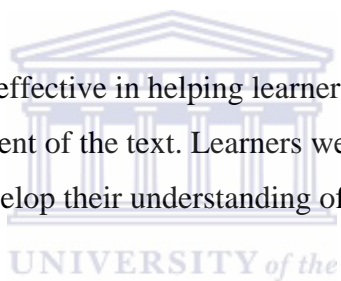 effective in helping learner
ent of the text. Learners we
elop their understanding of
UNIVERSITY of the